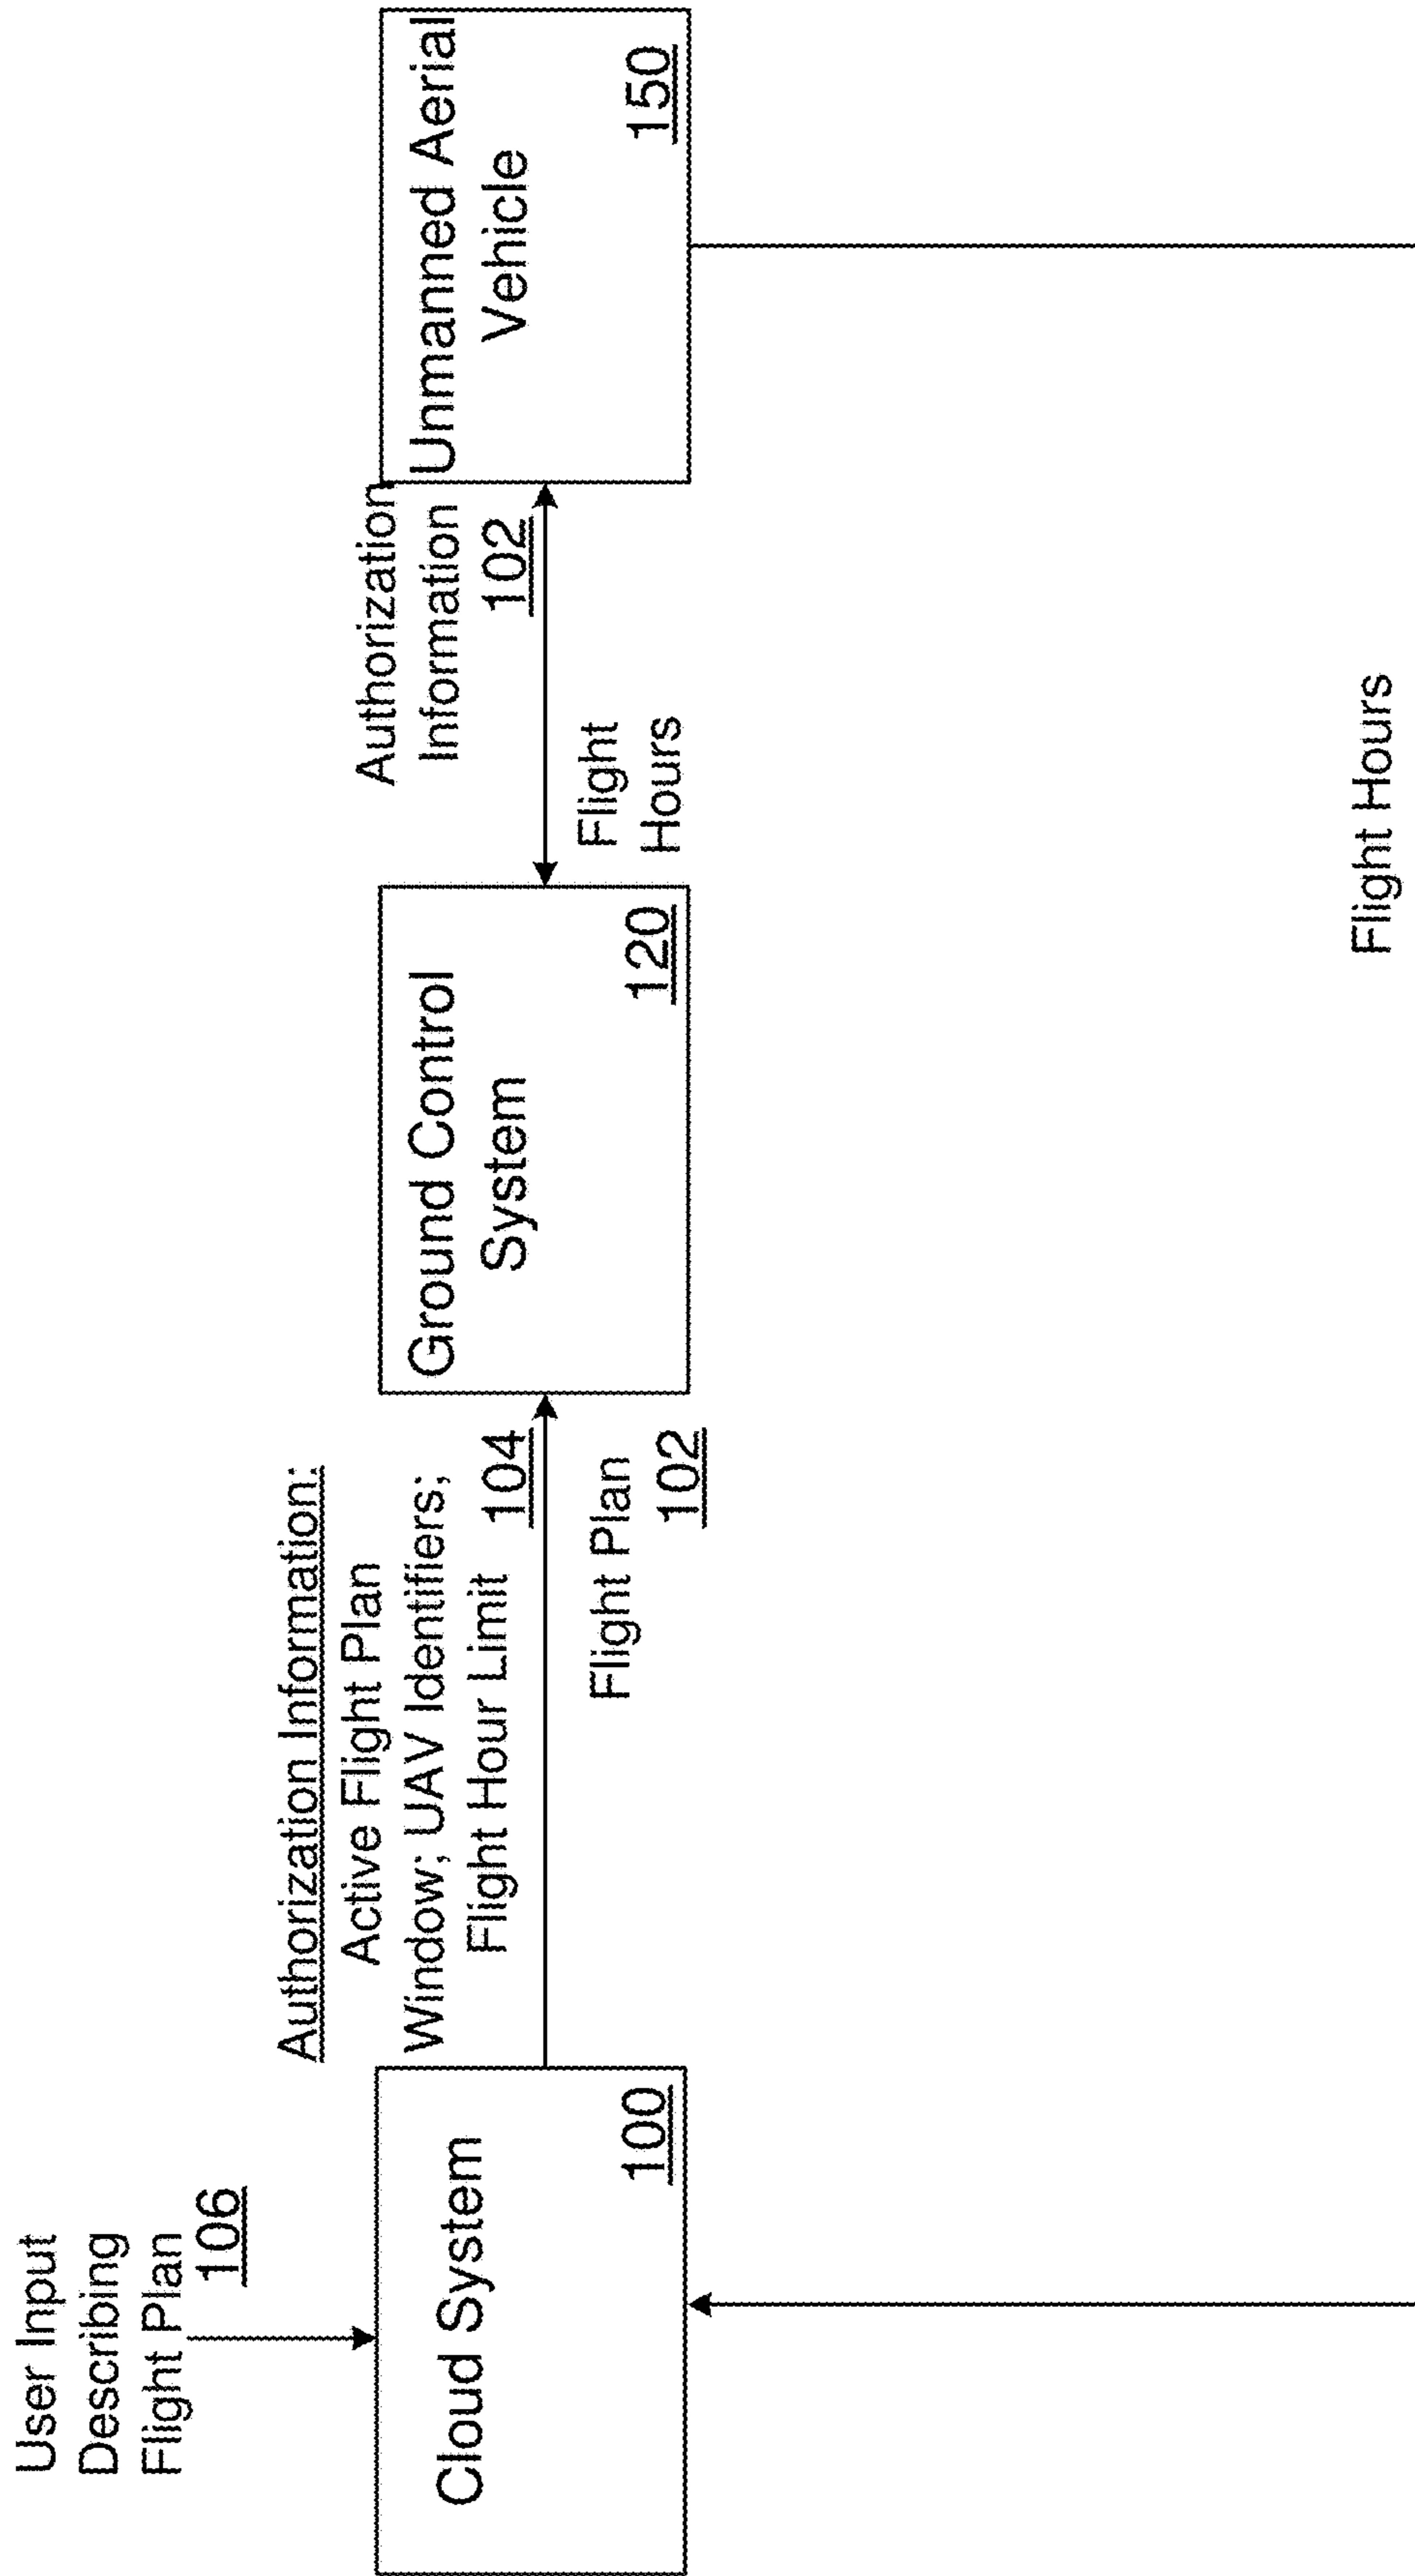 User Input
Describing
Flight Plan
106
Cloud System
100
Authorization Information:
Active Flight Plan
Window; UAV Identifiers;
Flight Hour Limit
104
Flight Plan
102
Ground Control
System
120
Authorization
Information
102
Flight
Hours
Unmanned Aerial
Vehicle
150
Flight Hours